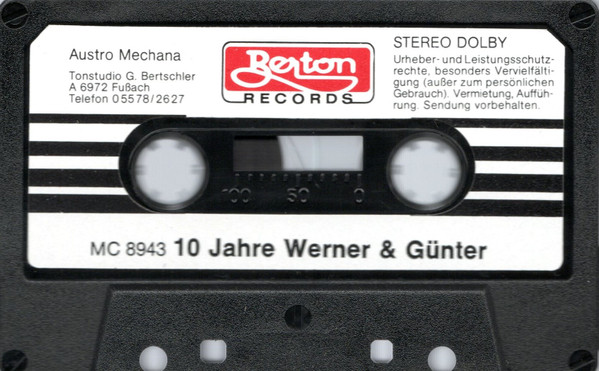 Austro Mechana
Tonstudio G. Bertschler
A 6972 Fußach
Telefon 05578/2627
Berton
RECORDS
STEREO DOLBY
Urheber- und Leistungsschutz-
rechte, besonders Vervielfälti-
gung (außer zum persönlichen
Gebrauch). Vermietung, Auffüh-
rung. Sendung vorbehalten.
100 50 0
MC 8943 10 Jahre Werner & Günter